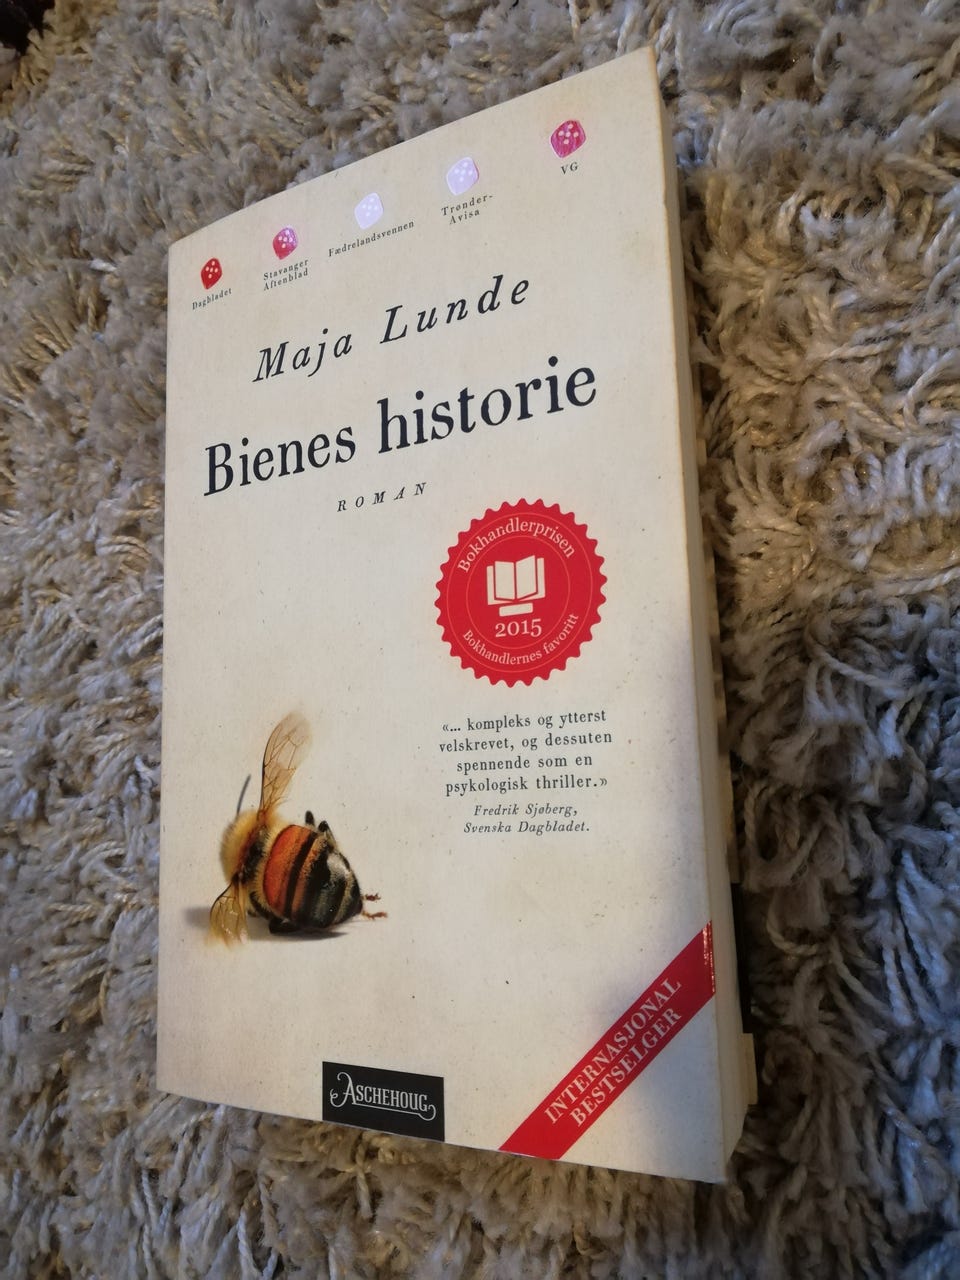 Dagbladet
Stavanger
Aftenblad
Fædrelandsvennen
Trønder-
Avisa
VG
Maja Lunde
Bienes historie
ROMAN
Bokhandlerprisen
2015
Bokhandlernes favoritt
«... kompleks og ytterst
velskrevet, og dessuten
spennende som en
psykologisk thriller.»
Fredrik Sjøberg,
Svenska Dagbladet.
INTERNASJONAL
BESTSELGER
ASCHEHOUG